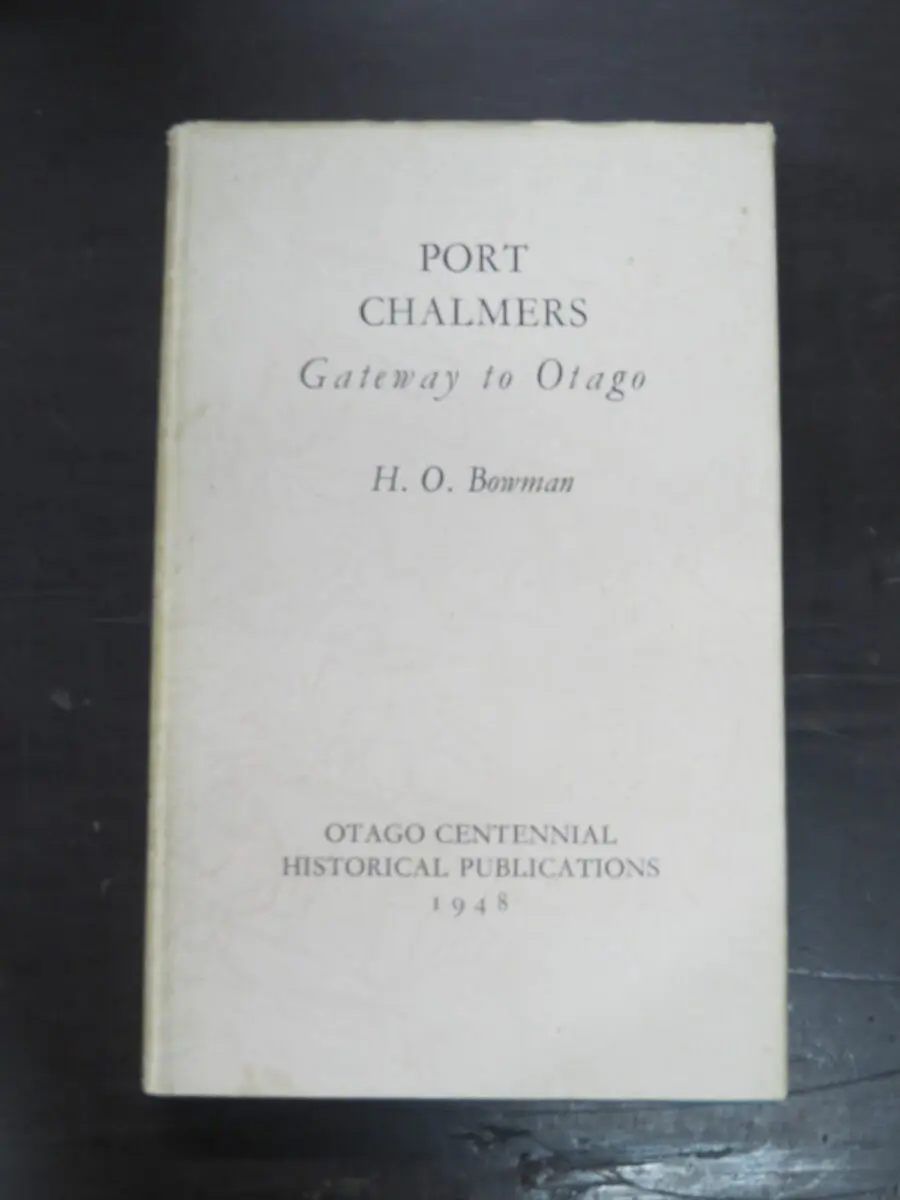 PORT
CHALMERS
Gateway to Otago
H. O. Bowman
OTAGO CENTENNIAL
HISTORICAL PUBLICATIONS
1948